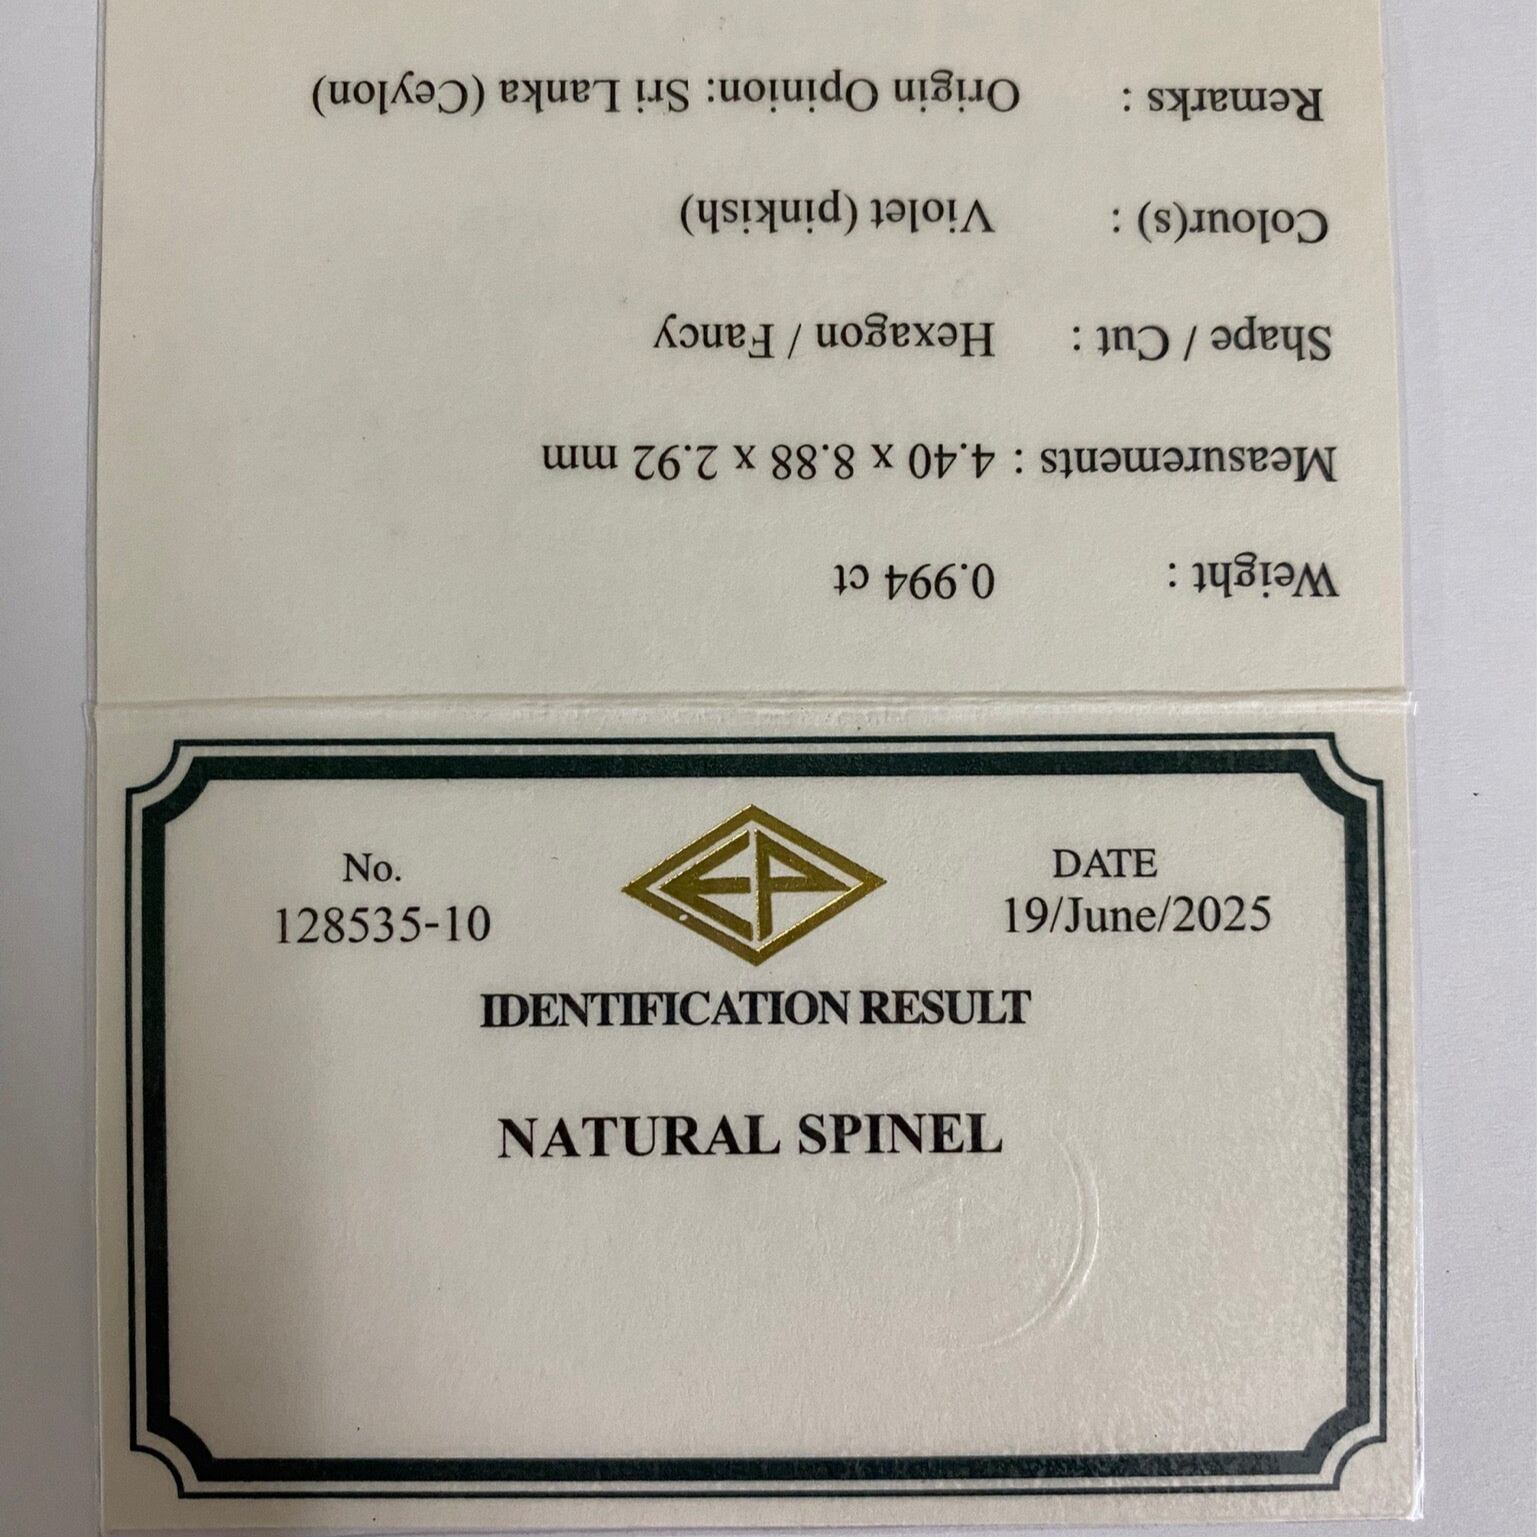 No.
128535-10
EP
DATE
19/June/2025
IDENTIFICATION RESULT
NATURAL SPINEL
Weight : 0.994 ct
Measurements : 4.40 x 8.88 x 2.92 mm
Shape / Cut : Hexagon / Fancy
Colour(s) : Violet (pinkish)
Remarks : Origin Opinion: Sri Lanka (Ceylon)